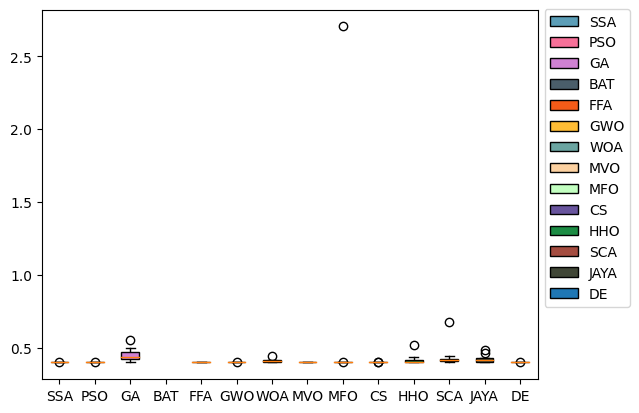 2.5
2.0
1.5
1.0
0.5
SSA PSO GA BAT FFA GWO WOA MVO MFO CS HHO SCA JAYA DE
SSA
PSO
GA
BAT
FFA
GWO
WOA
MVO
MFO
CS
HHO
SCA
JAYA
DE